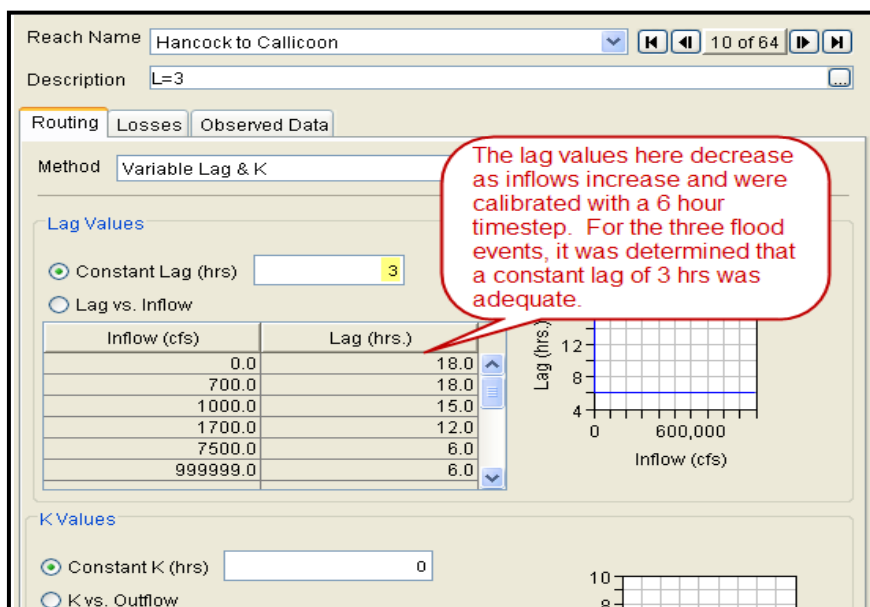 Reach Name Hancock to Callicoon 10 of 64
Description L=3 ...
Routing Losses Observed Data
Method Variable Lag & K
The lag values here decrease
as inflows increase and were
calibrated with a 6 hour
timestep. For the three flood
events, it was determined that
a constant lag of 3 hrs was
adequate.
Lag Values
Constant Lag (hrs) 3
Lag vs. Inflow
Inflow (cfs) Lag (hrs.)
0.0 18.0
700.0 18.0
1000.0 15.0
1700.0 12.0
7500.0 6.0
999999.0 6.0
Lag (hrs.)
12
8
4
0 600,000
Inflow (cfs)
K Values
Constant K (hrs) 0
K vs. Outflow
10
8